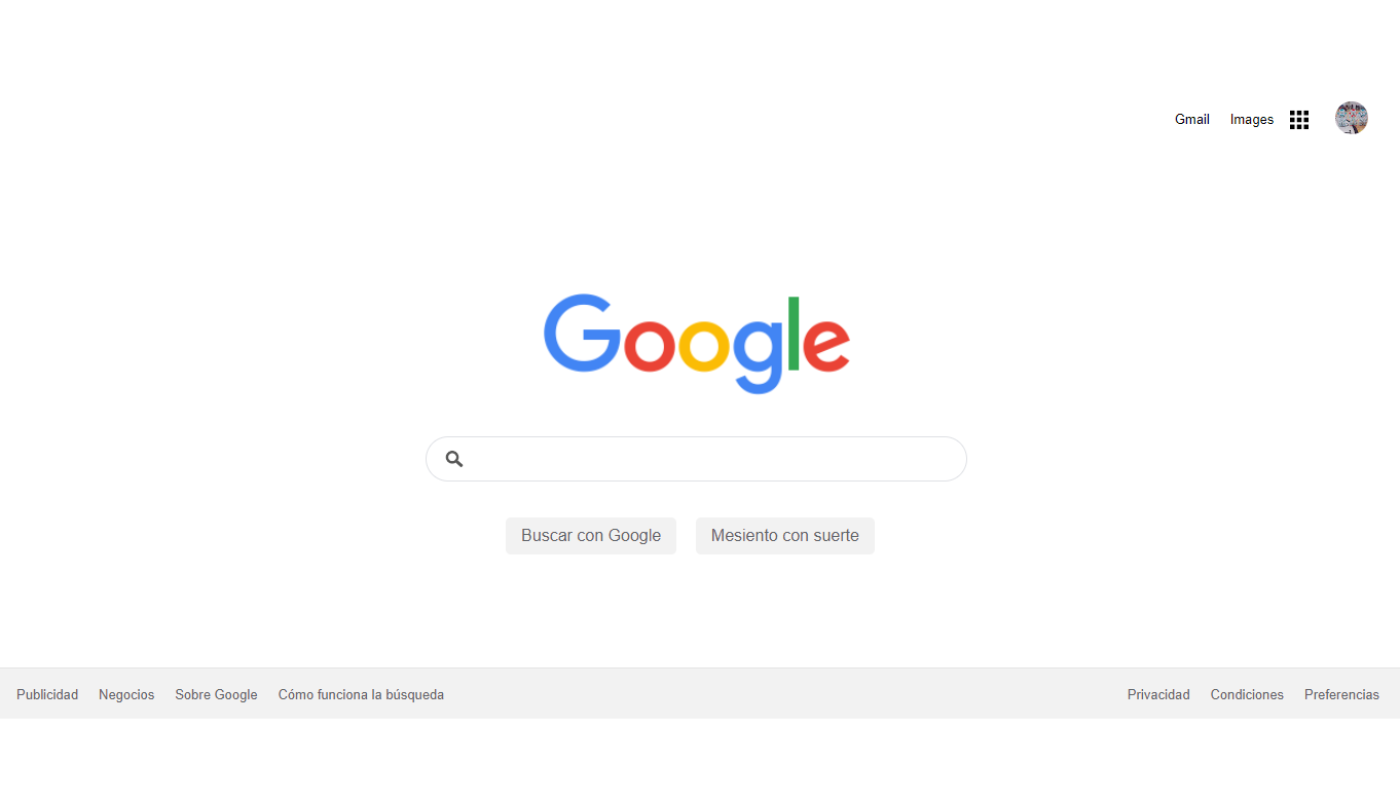 Gmail Images
Google
Buscar con Google Mesiento con suerte
Publicidad Negocios Sobre Google Cómo funciona la búsqueda Privacidad Condiciones Preferencias